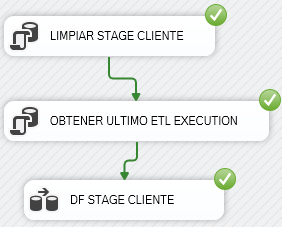 LIMPIAR STAGE CLIENTE
OBTENER ULTIMO ETL EXECUTION
DF STAGE CLIENTE